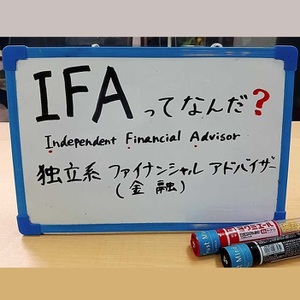 IFAってなんだ?
Independent Financial Advisor
独立系 ファイナンシャル アドバイザー
(金融)